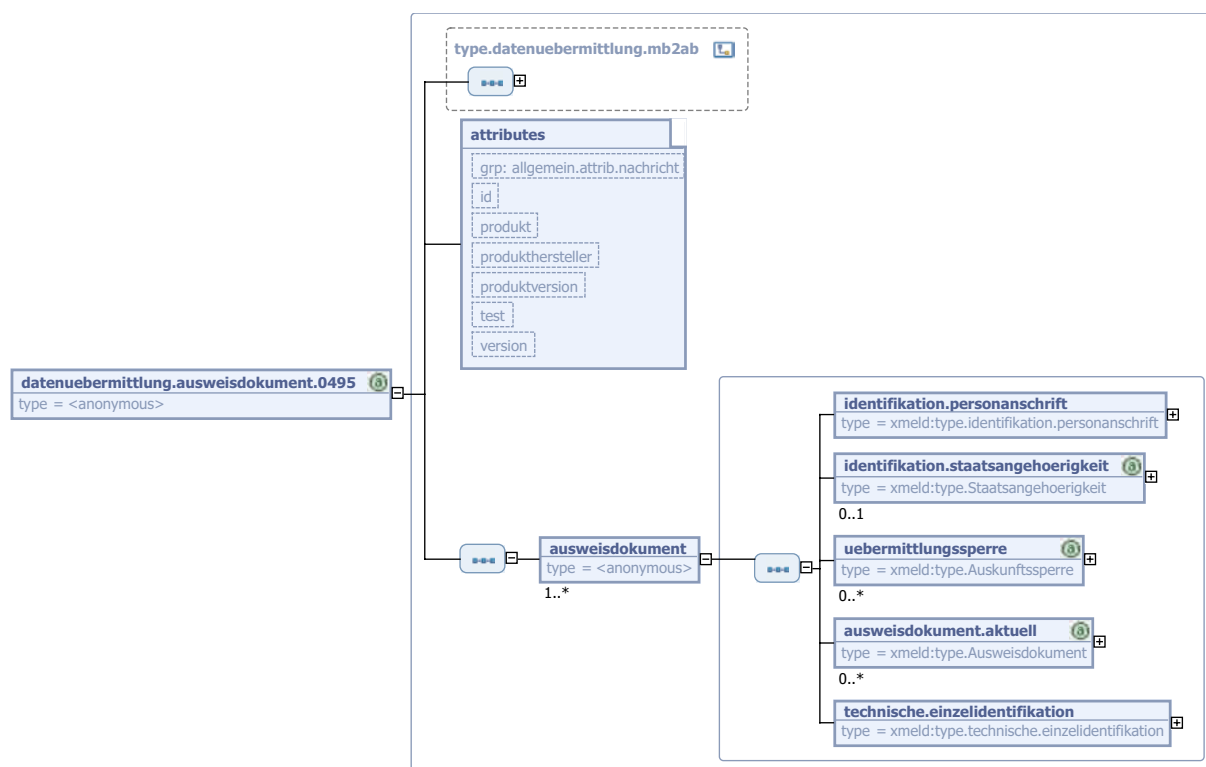 type.datenuebermittlung.mb2ab
attributes
grp: allgemein.attrib.nachricht
id
produkt
produkthersteller
produktversion
test
version
datenuebermittlung.ausweisdokument.0495
type = <anonymous>
ausweisdokument
type = <anonymous>
1..*
identifikation.personanschrift
type = xmeld:type.identifikation.personanschrift
identifikation.staatsangehoerigkeit
type = xmeld:type.Staatsangehoerigkeit
0..1
uebermittlungssperre
type = xmeld:type.Auskunftssperre
0..*
ausweisdokument.aktuell
type = xmeld:type.Ausweisdokument
0..*
technische.einzelidentifikation
type = xmeld:type.technische.einzelidentifikation